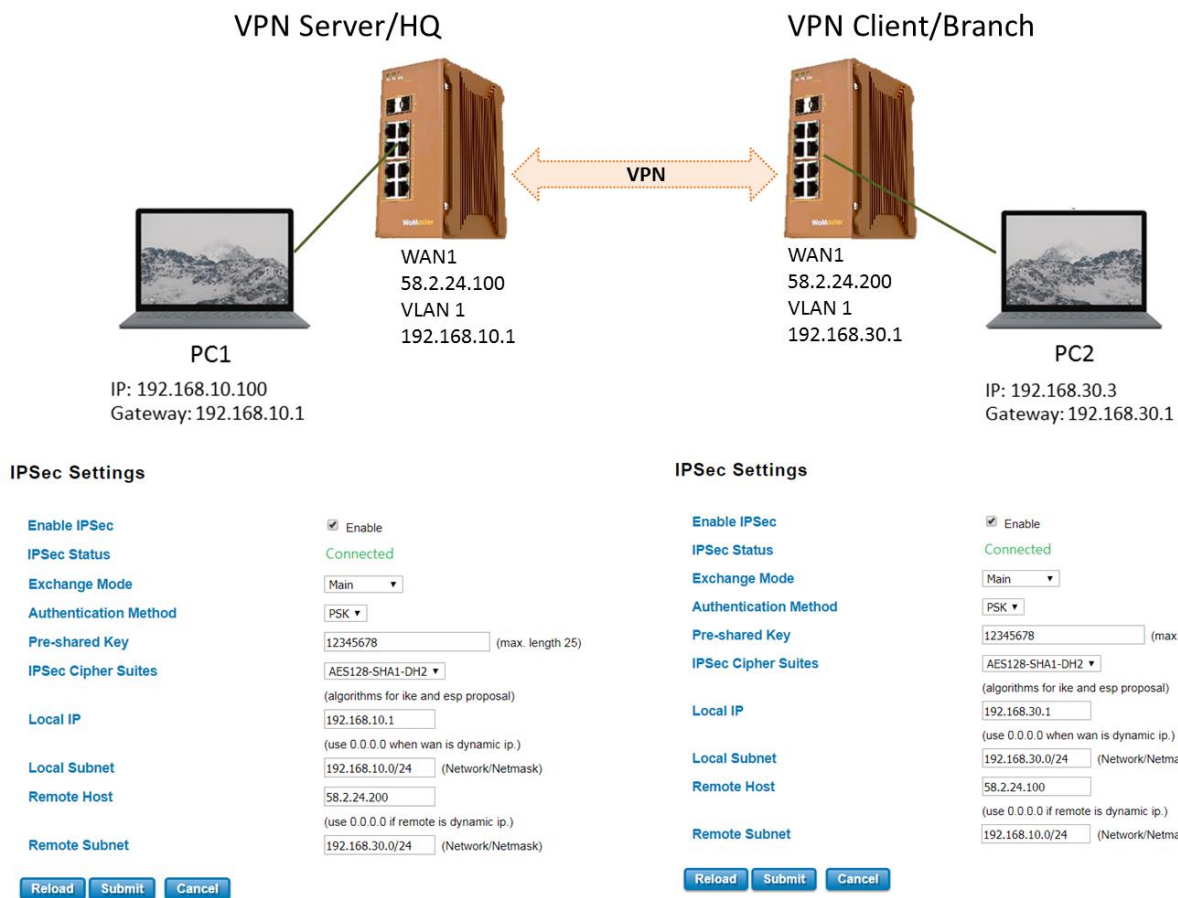 VPN Server/HQ
VPN Client/Branch
VPN
WoMaster
WoMaster
WAN1
58.2.24.100
VLAN 1
192.168.10.1
WAN1
58.2.24.200
VLAN 1
192.168.30.1
PC1
IP: 192.168.10.100
Gateway: 192.168.10.1
PC2
IP: 192.168.30.3
Gateway: 192.168.30.1
IPSec Settings
Enable IPSec Enable
IPSec Status Connected
Exchange Mode Main
Authentication Method PSK
Pre-shared Key 12345678 (max. length 25)
IPSec Cipher Suites AES128-SHA1-DH2
(algorithms for ike and esp proposal)
Local IP 192.168.10.1
(use 0.0.0.0 when wan is dynamic ip.)
Local Subnet 192.168.10.0/24 (Network/Netmask)
Remote Host 58.2.24.200
(use 0.0.0.0 if remote is dynamic ip.)
Remote Subnet 192.168.30.0/24 (Network/Netmask)
Reload Submit Cancel
IPSec Settings
Enable IPSec Enable
IPSec Status Connected
Exchange Mode Main
Authentication Method PSK
Pre-shared Key 12345678 (max.
IPSec Cipher Suites AES128-SHA1-DH2
(algorithms for ike and esp proposal)
Local IP 192.168.30.1
(use 0.0.0.0 when wan is dynamic ip.)
Local Subnet 192.168.30.0/24 (Network/Netma
Remote Host 58.2.24.100
(use 0.0.0.0 if remote is dynamic ip.)
Remote Subnet 192.168.10.0/24 (Network/Netma
Reload Submit Cancel